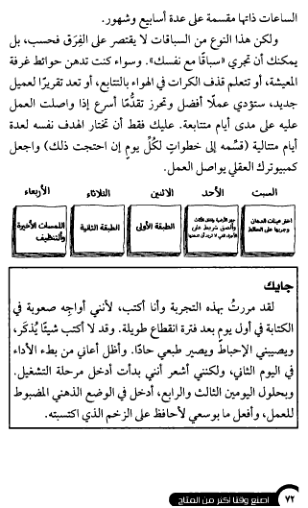 الساعات ذاتها مقسمة على عدة أسابيع وشهور.
ولكن هذا النوع من السباقات لا يقتصر على الفِرَق فحسب، بل
يمكنك أن تجري «سباقًا مع نفسك». وسواء كنت تدهن حوائط غرفة
المعيشة، أو تتعلم قذف الكرات في الهواء بالتتابع، أو تعد تقريرًا لعميل
جديد، ستؤدي عملًا أفضل وتحرز تقدُّمًا أسرع إذا واصلت العمل
عليه على مدى أيام متتابعة. عليك فقط أن تختار الهدف نفسه لعدة
أيام متتالية (قسِّمه إلى خطواتٍ لكُلِّ يومٍ إن احتجت ذلك) واجعل
كمبيوترك العقلي يواصل العمل.
السبت
الأحد
الاثنين
الثلاثاء
الأربعاء
اختر عينات الدهان
وجربها على الحائط
الطبقة الأولى
الطبقة الثانية
اللمسات الأخيرة
والتنظيف
جايك
لقد مررتُ بهذه التجربة وأنا أكتب، لأنني أواجِه صعوبة في
الكتابة في أول يوم بعد فترة انقطاع طويلة. وقد لا أكتب شيئًا يُذكَر،
ويصيبني الإحباط ويصير طبعي حادًا. وأظل أعاني من بطء الأداء
في اليوم الثاني، ولكنني أشعر أنني بدأت أدخل مرحلة التشغيل.
وبحلول اليومين الثالث والرابع، أدخل في الوضع الذهني المضبوط
للعمل، وأفعل ما بوسعي لأحافظ على الزخم الذي اكتسبته.
٧٢ اصنع وقتًا أكثر من المتاح